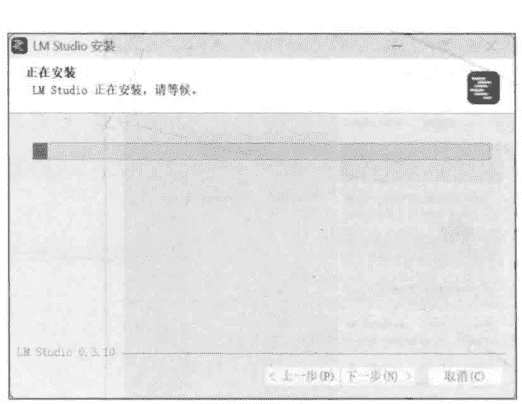 LM Studio 安装
正在安装
LM Studio 正在安装，请等候。
LM Studio 0.3.10
< 上一步(P) 下一步(N) > 取消(C)